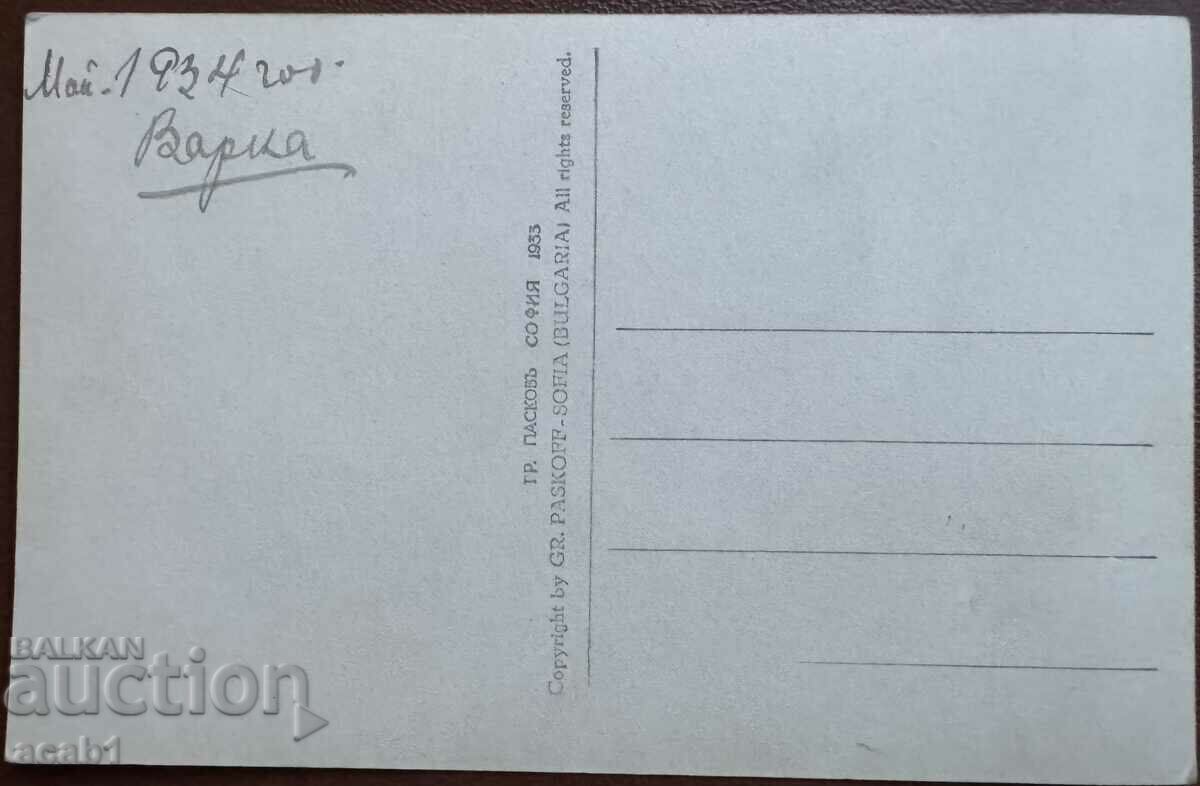 Май. 1934 год.
Варна
ГР. ПАСКОВЪ СОФИЯ 1933
Copyright by GR. PASKOFF-SOFIA (BULGARIA) All rights reserved.
BALKAN
auction
acab1